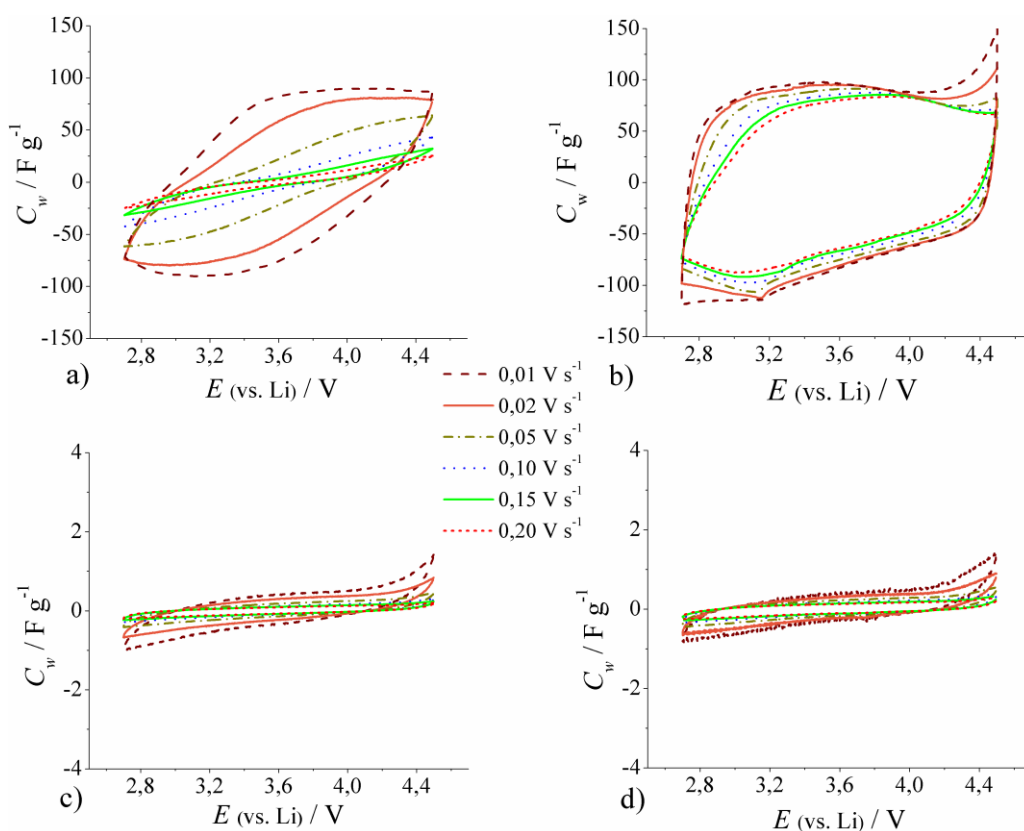 150
100
50
0
-50
-100
-150
C_w / F g⁻¹
2,8 3,2 3,6 4,0 4,4
a)
E (vs. Li) / V
150
100
50
0
-50
-100
-150
C_w / F g⁻¹
2,8 3,2 3,6 4,0 4,4
b)
E (vs. Li) / V
0,01 V s⁻¹
0,02 V s⁻¹
0,05 V s⁻¹
0,10 V s⁻¹
0,15 V s⁻¹
0,20 V s⁻¹
4
2
0
-2
-4
C_w / F g⁻¹
2,8 3,2 3,6 4,0 4,4
c)
E (vs. Li) / V
4
2
0
-2
-4
C_w / F g⁻¹
2,8 3,2 3,6 4,0 4,4
d)
E (vs. Li) / V